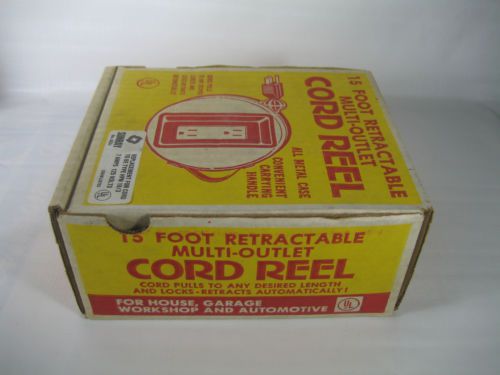 15 FOOT RETRACTABLE
MULTI-OUTLET
CORD REEL
ALL METAL CASE
CONVENIENT
CARRYING
HANDLE
UL
15 FOOT RETRACTABLE
MULTI-OUTLET
CORD REEL
CORD PULLS TO ANY DESIRED LENGTH
AND LOCKS-RETRACTS AUTOMATICALLY!
FOR HOUSE, GARAGE
WORKSHOP AND AUTOMOTIVE
UL